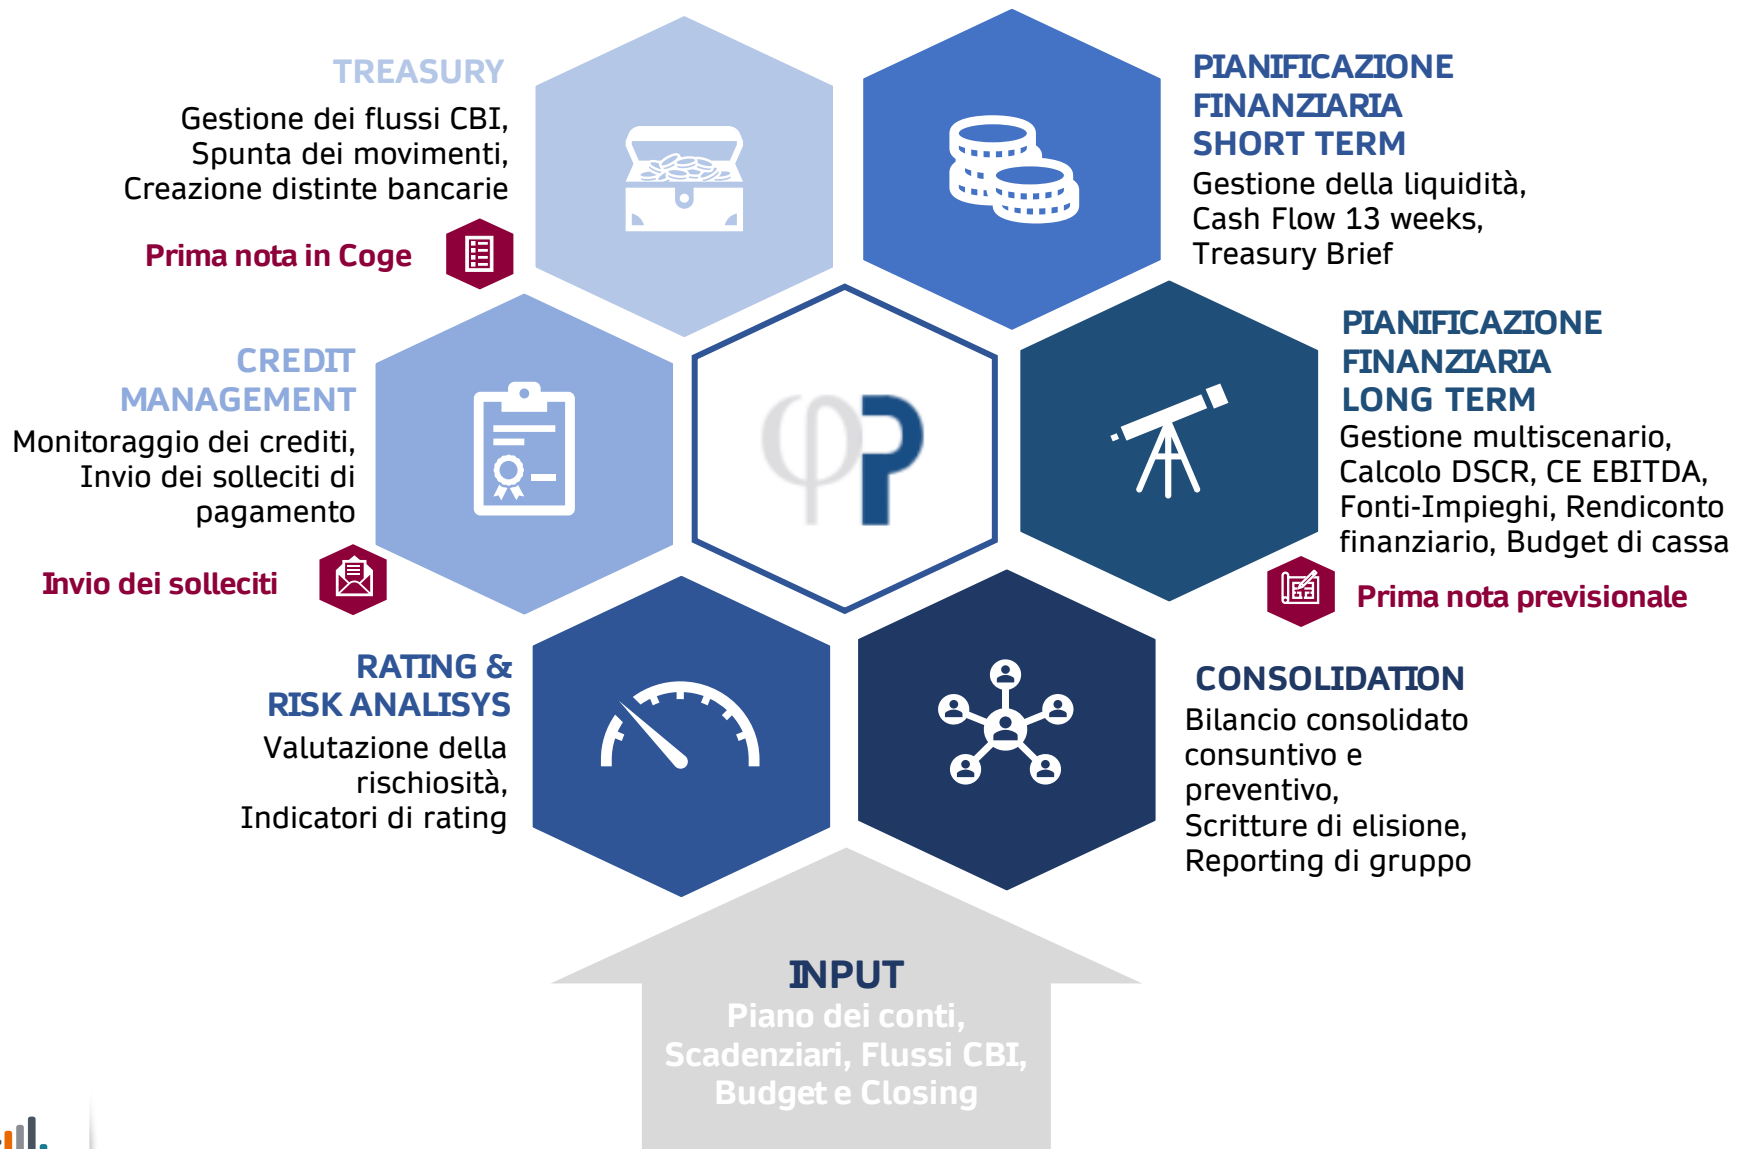 TREASURY
Gestione dei flussi CBI,
Spunta dei movimenti,
Creazione distinte bancarie
Prima nota in Coge
PIANIFICAZIONE
FINANZIARIA
SHORT TERM
Gestione della liquidità,
Cash Flow 13 weeks,
Treasury Brief
CREDIT
MANAGEMENT
Monitoraggio dei crediti,
Invio dei solleciti di
pagamento
Invio dei solleciti
φP
PIANIFICAZIONE
FINANZIARIA
LONG TERM
Gestione multiscenario,
Calcolo DSCR, CE EBITDA,
Fonti-Impieghi, Rendiconto
finanziario, Budget di cassa
Prima nota previsionale
RATING &
RISK ANALISYS
Valutazione della
rischiosità,
Indicatori di rating
CONSOLIDATION
Bilancio consolidato
consuntivo e
preventivo,
Scritture di elisione,
Reporting di gruppo
INPUT
Piano dei conti,
Scadenziari, Flussi CBI,
Budget e Closing